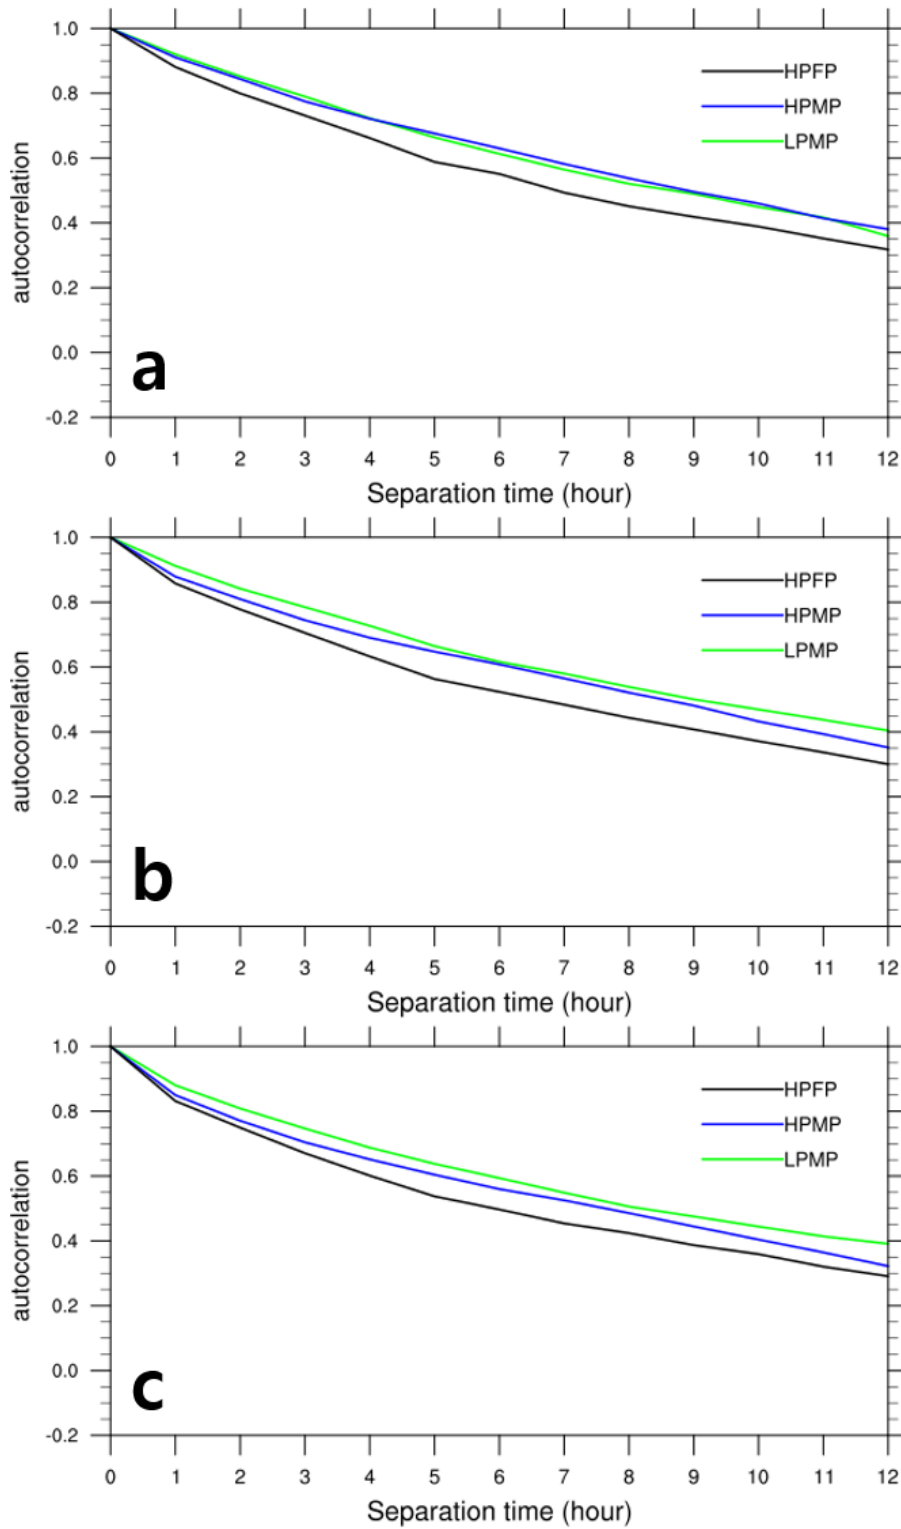 1.0
0.8
0.6
0.4
0.2
0.0
-0.2
autocorrelation
HPFP
HPMP
LPMP
a
0 1 2 3 4 5 6 7 8 9 10 11 12
Separation time (hour)
1.0
0.8
0.6
0.4
0.2
0.0
-0.2
autocorrelation
HPFP
HPMP
LPMP
b
0 1 2 3 4 5 6 7 8 9 10 11 12
Separation time (hour)
1.0
0.8
0.6
0.4
0.2
0.0
-0.2
autocorrelation
HPFP
HPMP
LPMP
c
0 1 2 3 4 5 6 7 8 9 10 11 12
Separation time (hour)